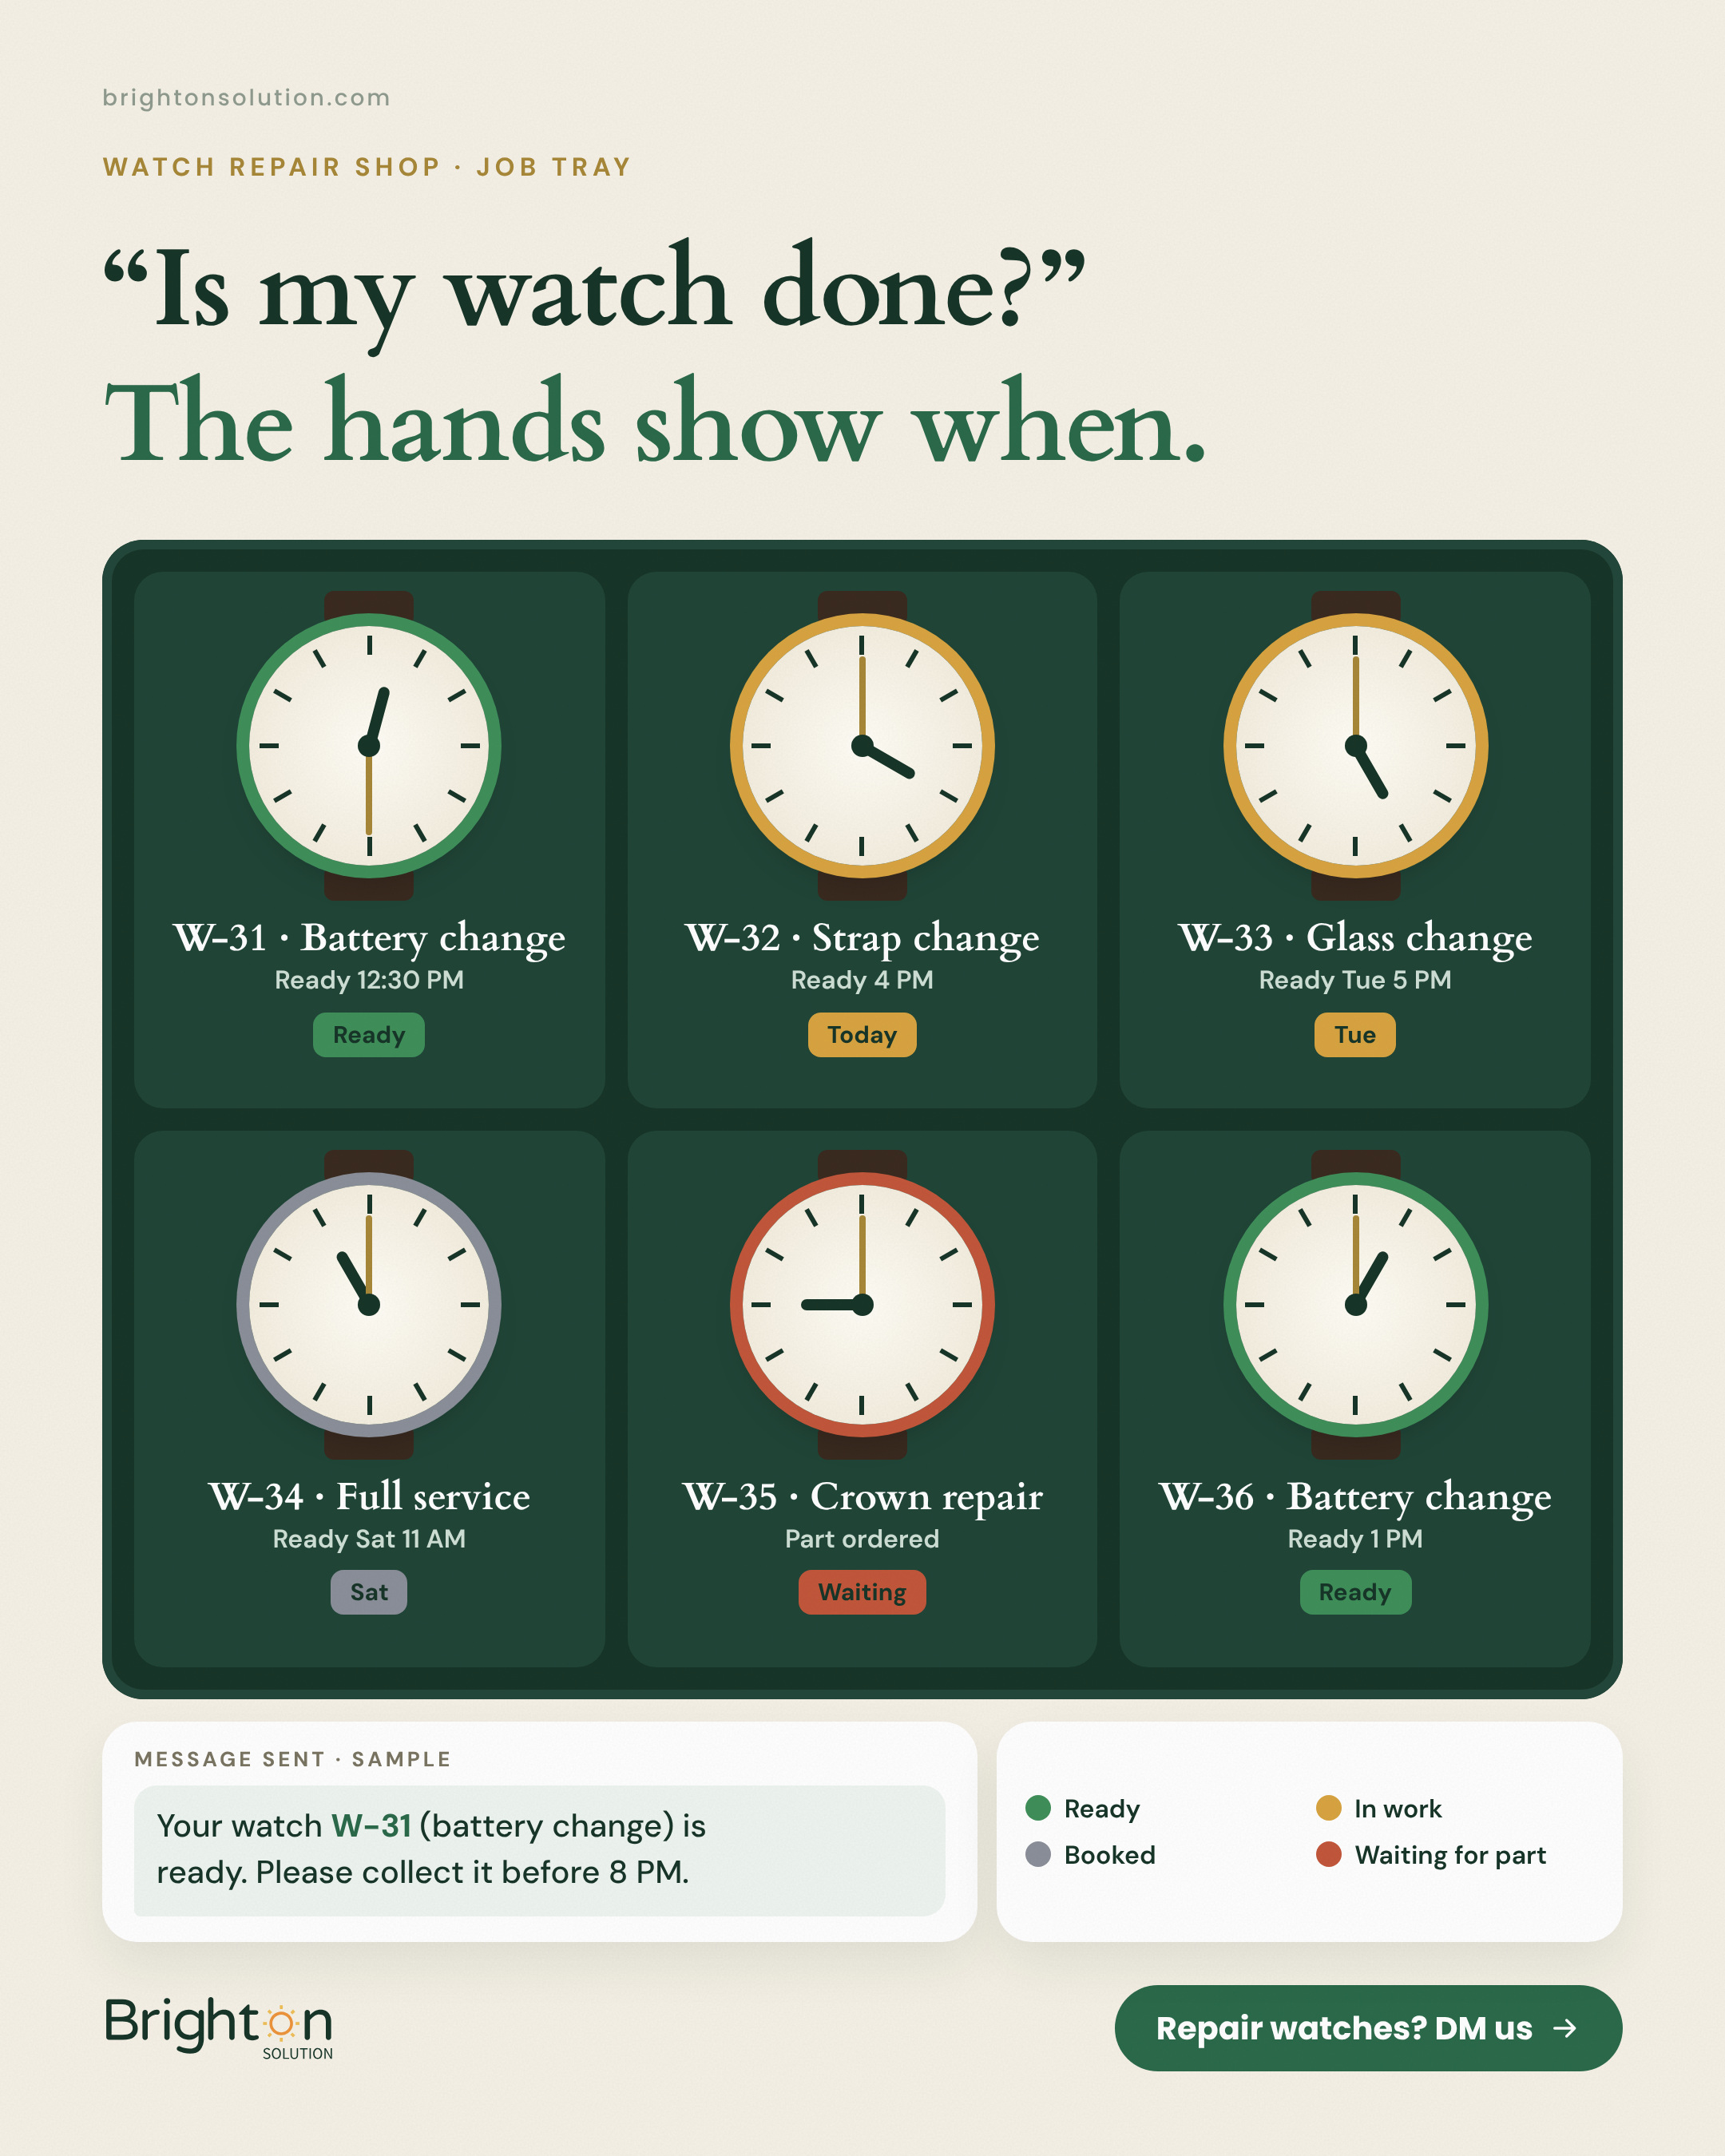 brightonsolution.com
WATCH REPAIR SHOP · JOB TRAY
“Is my watch done?”
The hands show when.
W-31 · Battery change
Ready 12:30 PM
Ready
W-32 · Strap change
Ready 4 PM
Today
W-33 · Glass change
Ready Tue 5 PM
Tue
W-34 · Full service
Ready Sat 11 AM
Sat
W-35 · Crown repair
Part ordered
Waiting
W-36 · Battery change
Ready 1 PM
Ready
MESSAGE SENT · SAMPLE
Your watch W-31 (battery change) is
ready. Please collect it before 8 PM.
Ready
In work
Booked
Waiting for part
Brighton
SOLUTION
Repair watches? DM us →